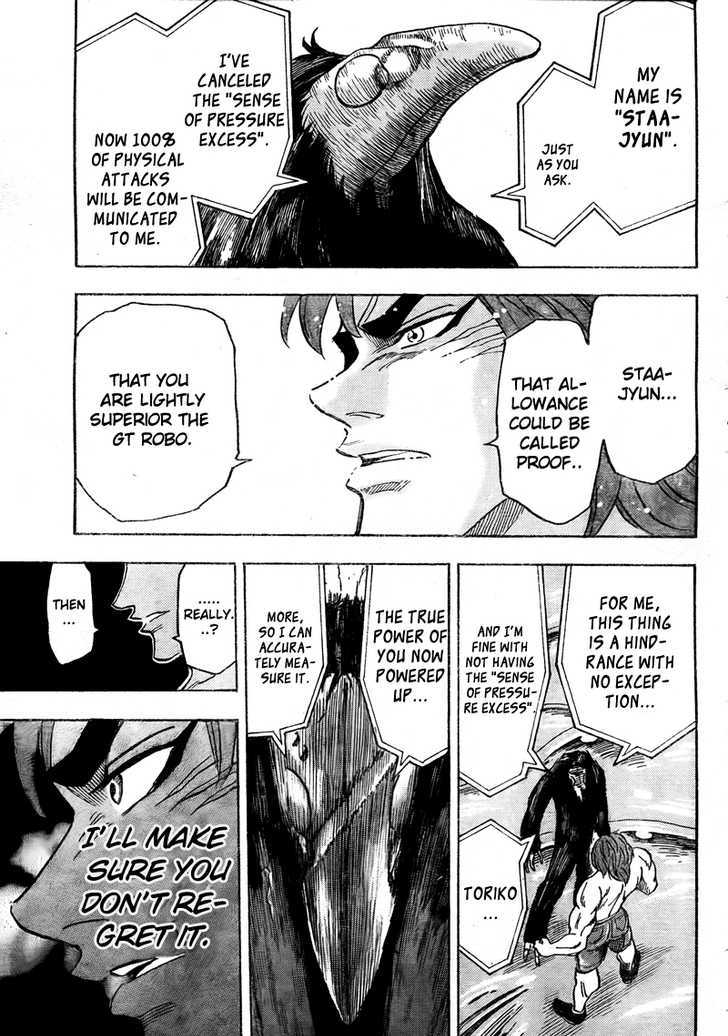 MY
NAME IS
"STAA-
JYUN".
JUST
AS YOU
ASK.
I'VE
CANCELED
THE "SENSE
OF PRESSURE
EXCESS".
NOW 100%
OF PHYSICAL
ATTACKS
WILL BE COM-
MUNICATED
TO ME.
STAA-
JYUN...
THAT AL-
LOWANCE
COULD BE
CALLED
PROOF..
THAT YOU
ARE LIGHTLY
SUPERIOR THE
GT ROBO.
FOR ME,
THIS THING
IS A HIND-
RANCE WITH
NO EXCEP-
TION...
AND I'M
FINE WITH
NOT HAVING
THE "SENSE
OF PRESSU-
RE EXCESS".
TORIKO
...
THE TRUE
POWER OF
YOU NOW
POWERED
UP...
MORE,
SO I CAN
ACCURA-
TELY MEA-
SURE IT.
.....
REALLY.
..?
THEN
...
I'LL MAKE
SURE YOU
DON'T RE-
GRET IT.